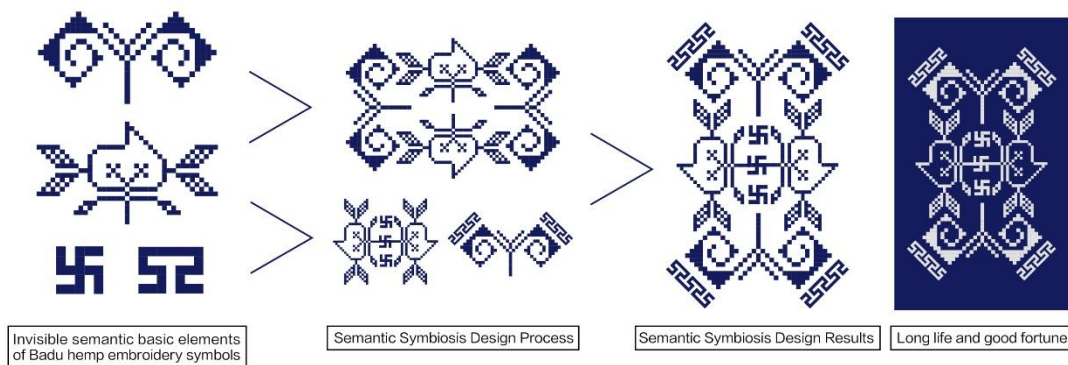 Invisible semantic basic elements
of Badu hemp embroidery symbols
Semantic Symbiosis Design Process
Semantic Symbiosis Design Results
Long life and good fortune